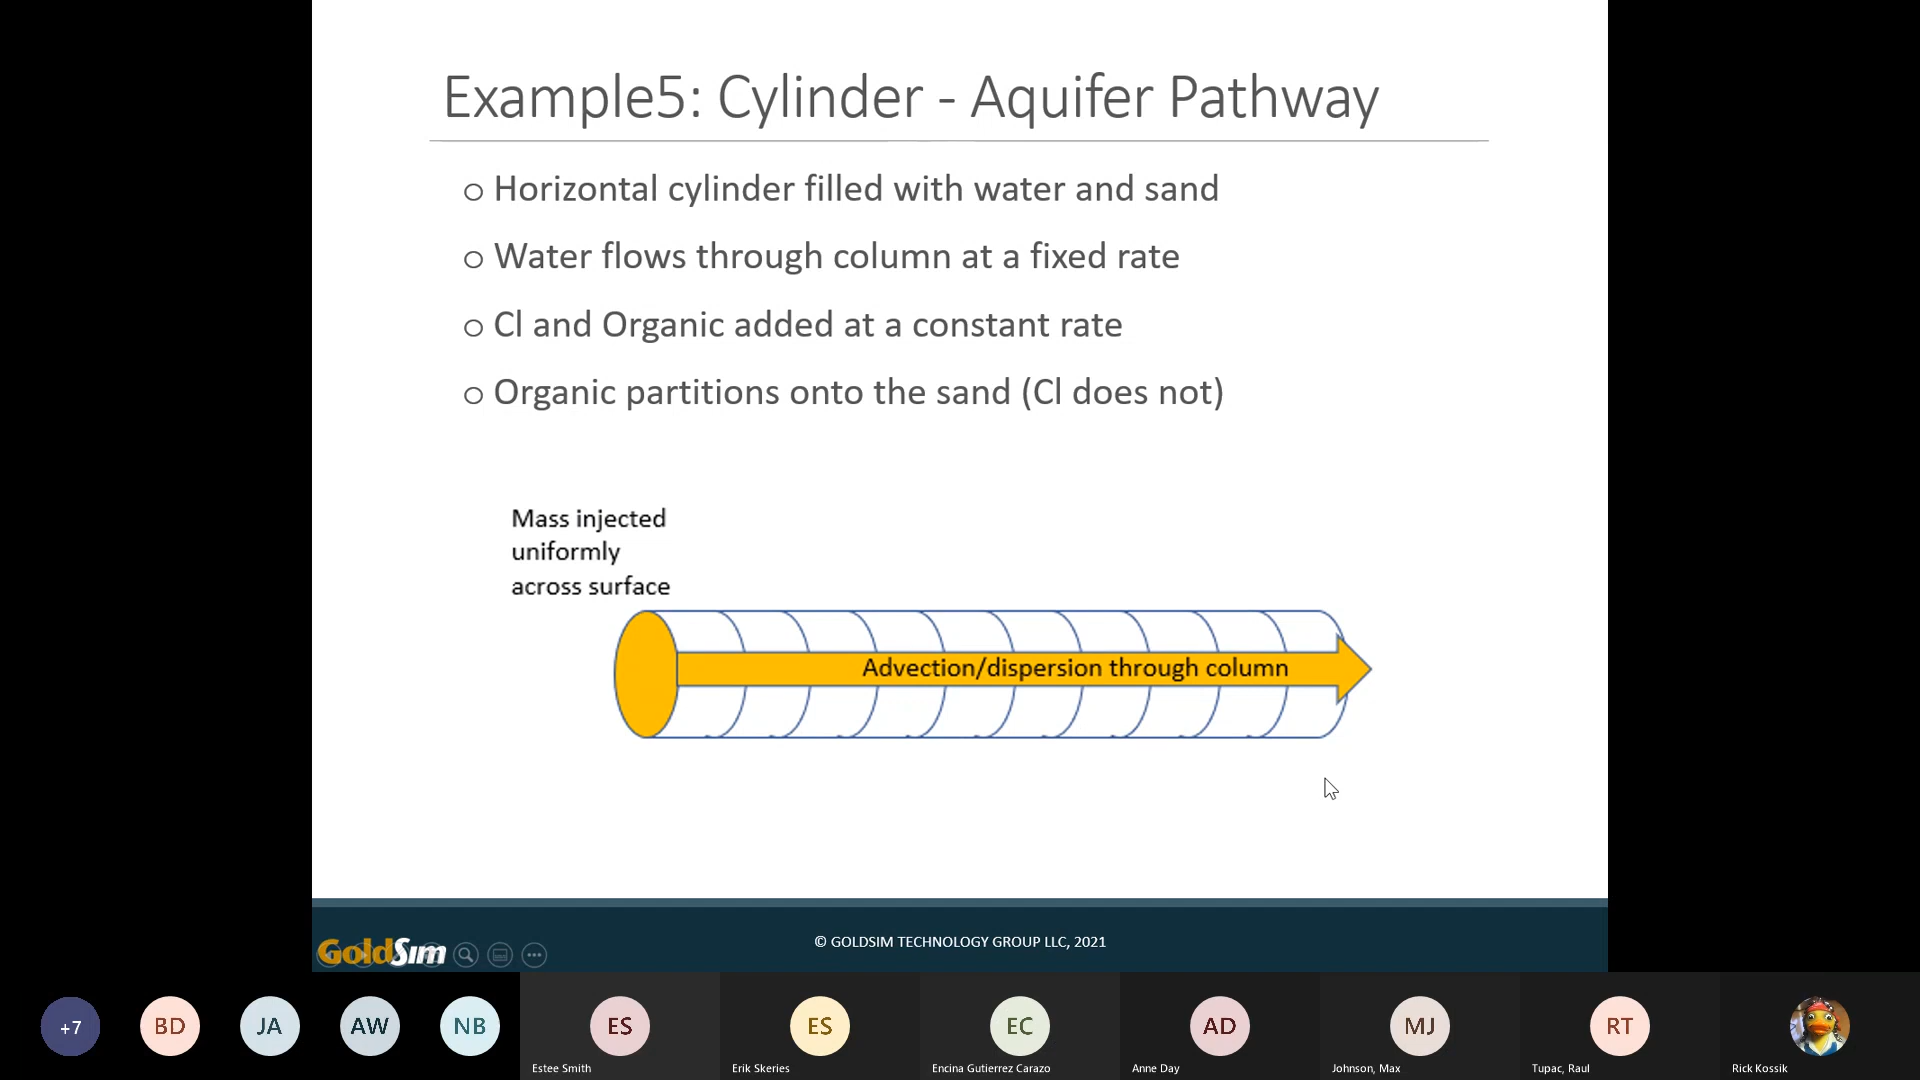 Example5: Cylinder - Aquifer Pathway
o Horizontal cylinder filled with water and sand
o Water flows through column at a fixed rate
o Cl and Organic added at a constant rate
o Organic partitions onto the sand (Cl does not)
Mass injected
uniformly
across surface
Advection/dispersion through column
GoldSim
© GOLDSIM TECHNOLOGY GROUP LLC, 2021
+7
BD
JA
AW
NB
ES
ES
EC
AD
MJ
RT
Estee Smith
Erik Skeries
Encina Gutierrez Carazo
Anne Day
Johnson, Max
Tupac, Raul
Rick Kossik